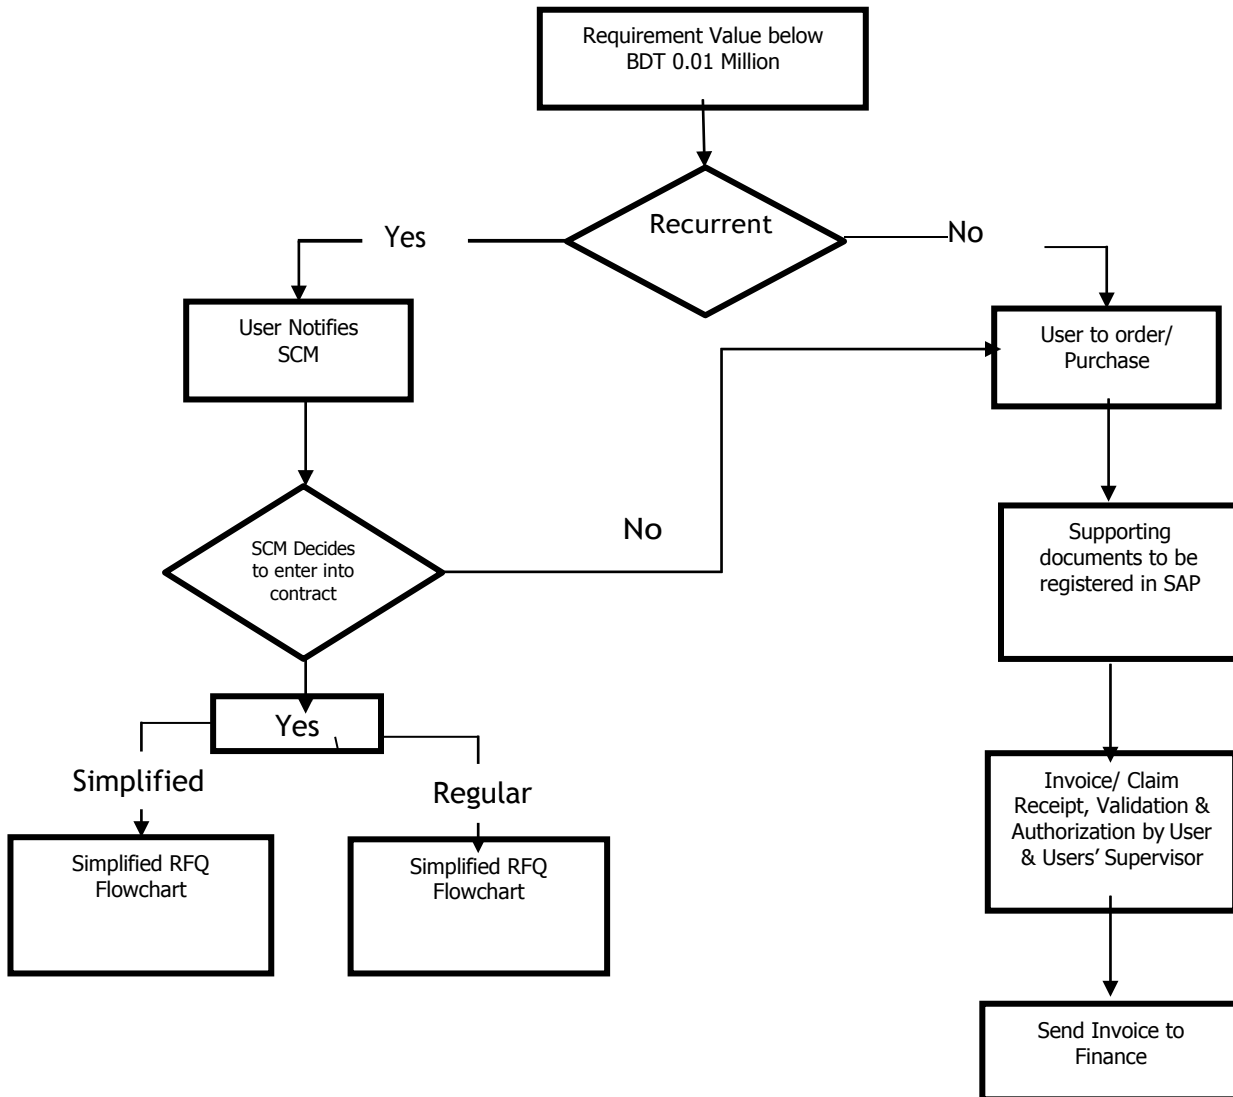 Requirement Value below
BDT 0.01 Million
Recurrent
Yes
No
User Notifies
SCM
User to order/
Purchase
SCM Decides
to enter into
contract
No
Supporting
documents to be
registered in SAP
Yes
Simplified
Regular
Invoice/ Claim
Receipt, Validation &
Authorization by User
& Users’ Supervisor
Simplified RFQ
Flowchart
Simplified RFQ
Flowchart
Send Invoice to
Finance